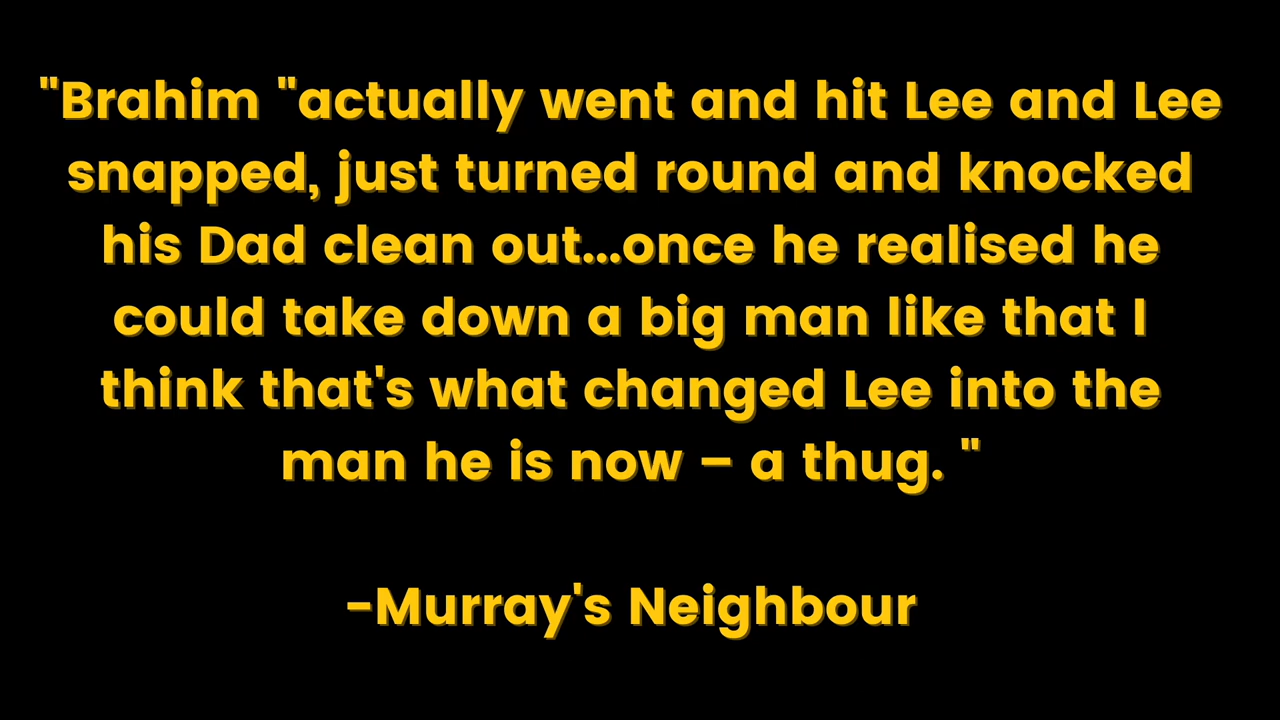 "Brahim "actually went and hit Lee and Lee
snapped, just turned round and knocked
his Dad clean out...once he realised he
could take down a big man like that I
think that's what changed Lee into the
man he is now – a thug. "
-Murray's Neighbour